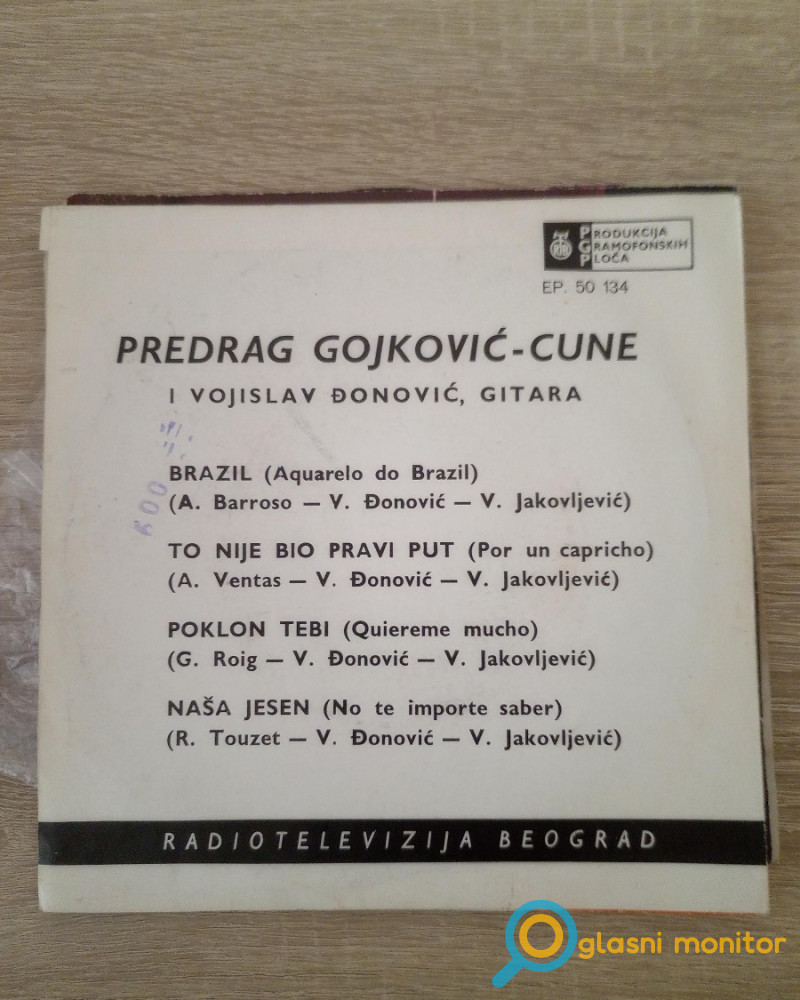 PRODUKCIJA
GRAMOFONSKIH
PLOČA
EP. 50 134
PREDRAG GOJKOVIĆ-CUNE
I VOJISLAV ĐONOVIĆ, GITARA
BRAZIL (Aquarelo do Brazil)
(A. Barroso — V. Đonović — V. Jakovljević)
TO NIJE BIO PRAVI PUT (Por un capricho)
(A. Ventas — V. Đonović — V. Jakovljević)
POKLON TEBI (Quiereme mucho)
(G. Roig — V. Đonović — V. Jakovljević)
NAŠA JESEN (No te importe saber)
(R. Touzet — V. Đonović — V. Jakovljević)
RADIOTELEVIZIJA BEOGRAD
Oglasni monitor